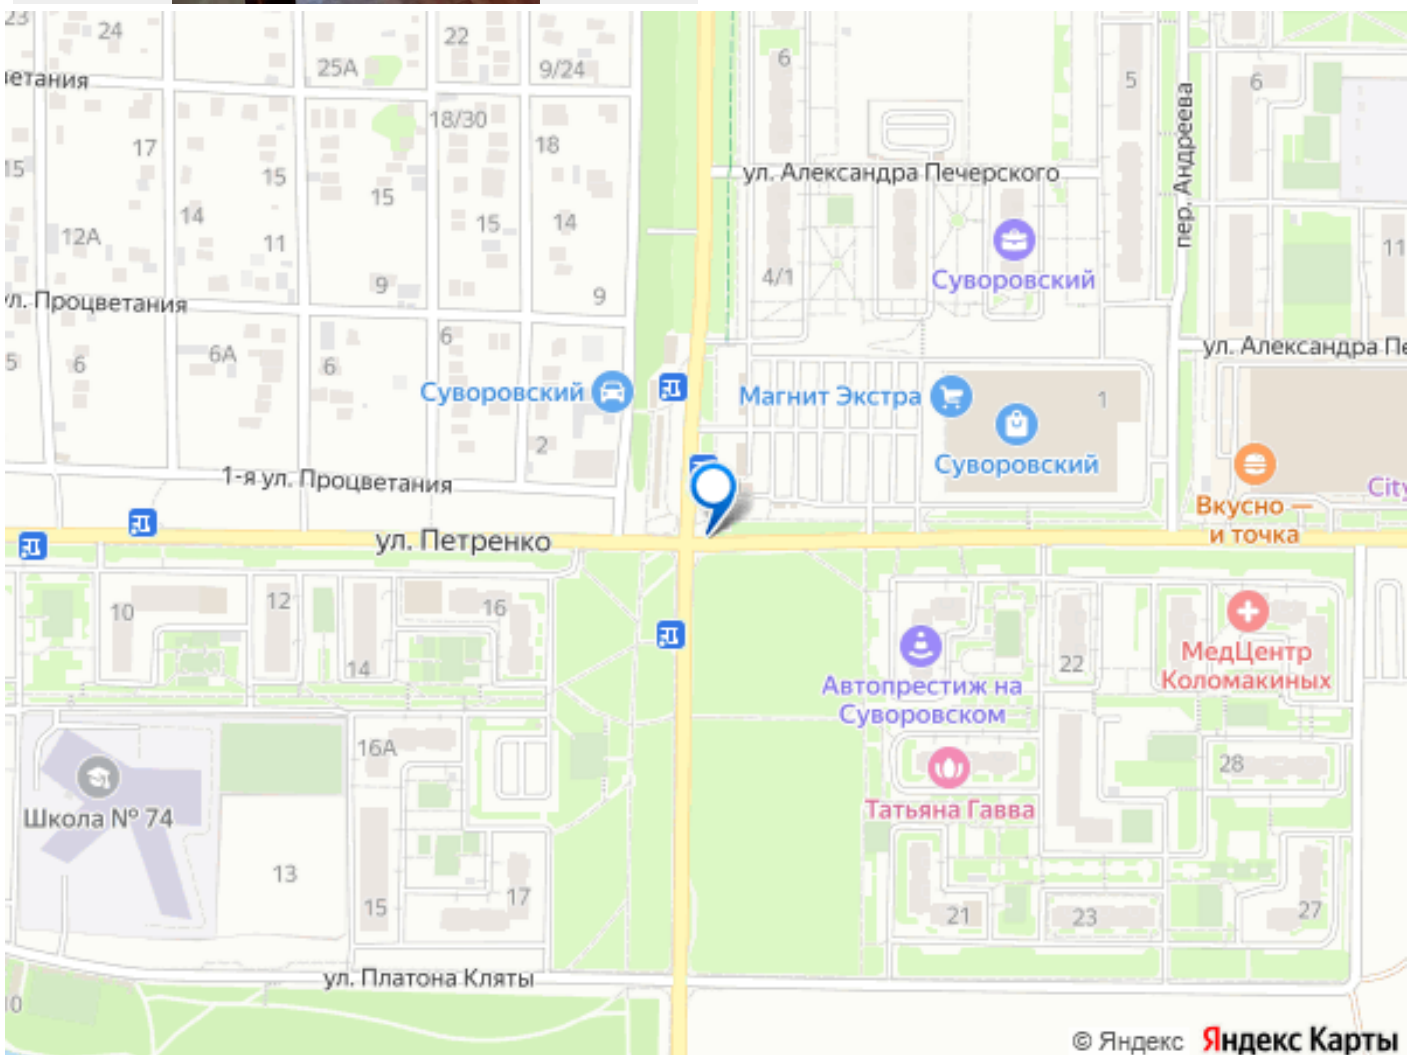 23
24
22
25А
9/24
6
5
6
етания
18/30
17
18
пер. Андреева
15
15
15
ул. Александра Печерского
14
15
14
12А
11
11
4/1
Суворовский
9
9
ул. Процветания
5
6
6А
6
6
ул. Александра Пе
Суворовский
Магнит Экстра
1
2
Суворовский
1-я ул. Процветания
City
Вкусно —
и точка
ул. Петренко
10
12
16
14
22
МедЦентр
Коломакиных
Автопрестиж на
Суворовском
16А
28
Школа № 74
Татьяна Гавва
13
15
17
21
23
27
ул. Платона Кляты
10
© Яндекс Яндекс Карты